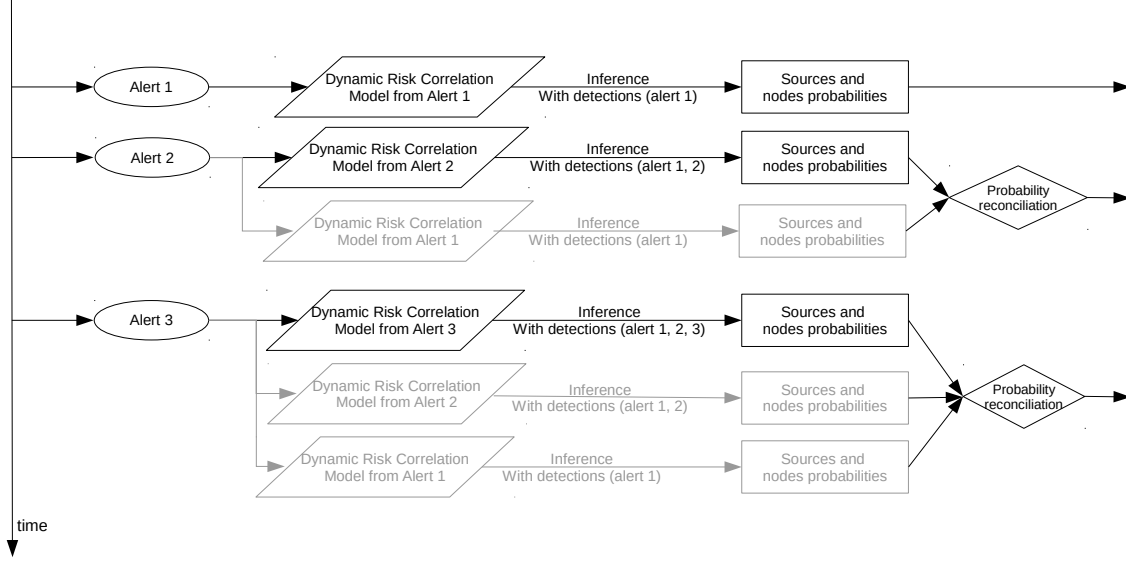 Alert 1
Dynamic Risk Correlation
Model from Alert 1
Inference
With detections (alert 1)
Sources and
nodes probabilities
Alert 2
Dynamic Risk Correlation
Model from Alert 2
Inference
With detections (alert 1, 2)
Sources and
nodes probabilities
Probability
reconciliation
Dynamic Risk Correlation
Model from Alert 1
Inference
With detections (alert 1)
Sources and
nodes probabilities
Alert 3
Dynamic Risk Correlation
Model from Alert 3
Inference
With detections (alert 1, 2, 3)
Sources and
nodes probabilities
Dynamic Risk Correlation
Model from Alert 2
Inference
With detections (alert 1, 2)
Sources and
nodes probabilities
Probability
reconciliation
Dynamic Risk Correlation
Model from Alert 1
Inference
With detections (alert 1)
Sources and
nodes probabilities
time